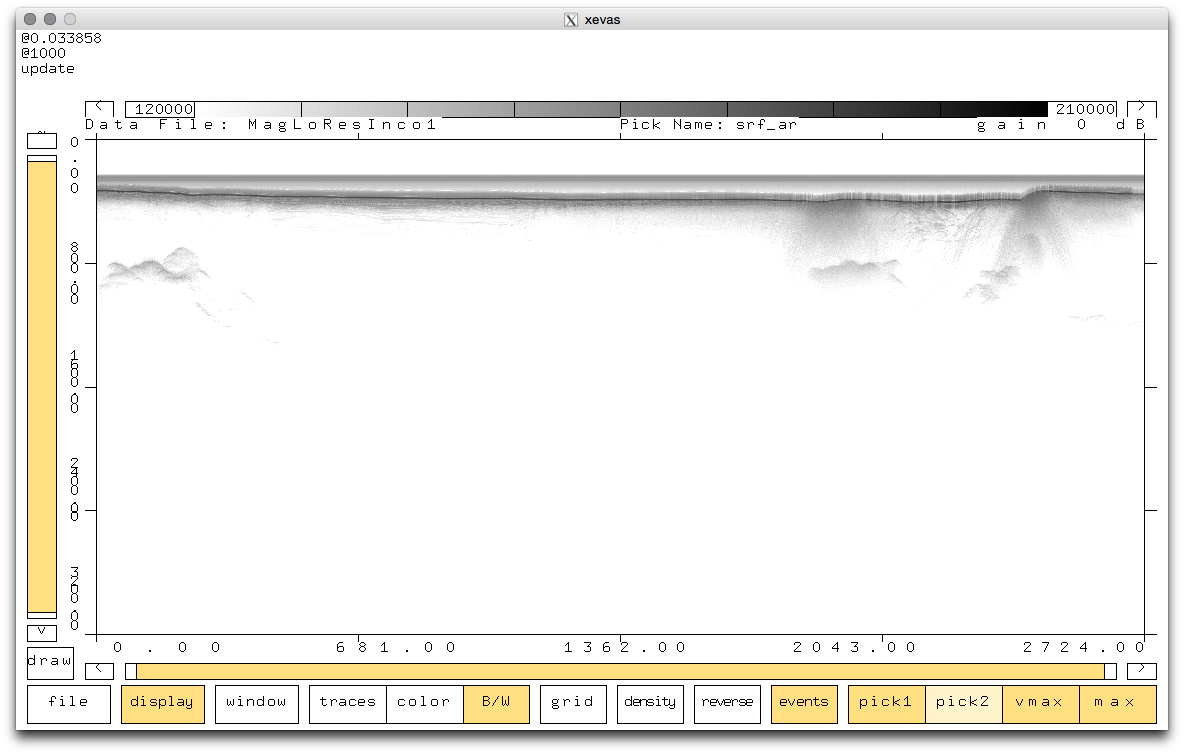 xevas
@0.033858
@1000
update
< 120000 210000 >
Data File: MagLoResInco1 Pick Name: srf_ar gain 0 dB
0.00
80.00
1600.00
2400.00
3200.00
0.00 681.00 1362.00 2043.00 2724.00
draw < >
file display window traces color B/W grid density reverse events pick1 pick2 vmax max